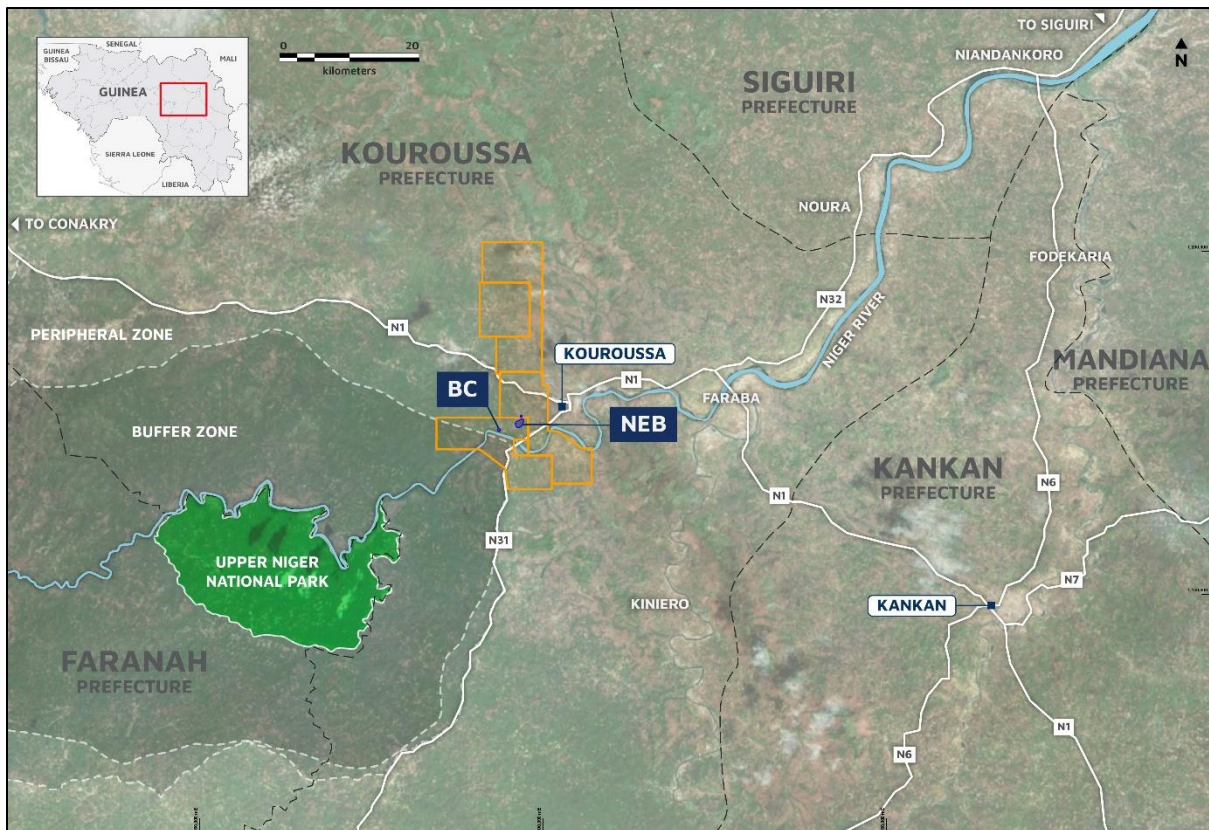 GUINEA
BISSAU
SENEGAL
MALI
GUINEA
SIERRA LEONE
LIBERIA
0 20
kilometers
TO SIGUIRI
NIANDANKORO
N
SIGUIRI
PREFECTURE
KOUROUSSA
PREFECTURE
TO CONAKRY
NOURA
FODEKARIA
N32
NIGER RIVER
PERIPHERAL ZONE
N1
KOUROUSSA
N1
MANDIANA
PREFECTURE
BC
FARABA
NEB
BUFFER ZONE
KANKAN
PREFECTURE
N1
N6
N31
UPPER NIGER
NATIONAL PARK
N7
KINIERO
KANKAN
FARANAH
PREFECTURE
N6
N1